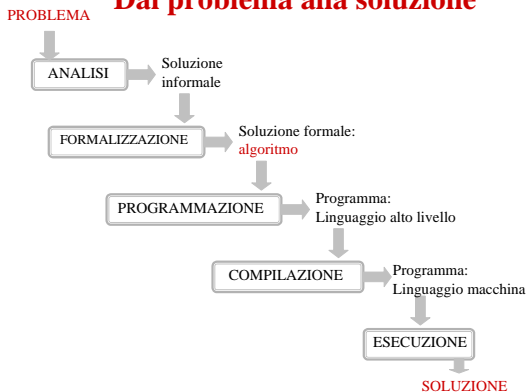 Dal problema alla soluzione
PROBLEMA
ANALISI
Soluzione
informale
FORMALIZZAZIONE
Soluzione formale:
algoritmo
PROGRAMMAZIONE
Programma:
Linguaggio alto livello
COMPILAZIONE
Programma:
Linguaggio macchina
ESECUZIONE
SOLUZIONE